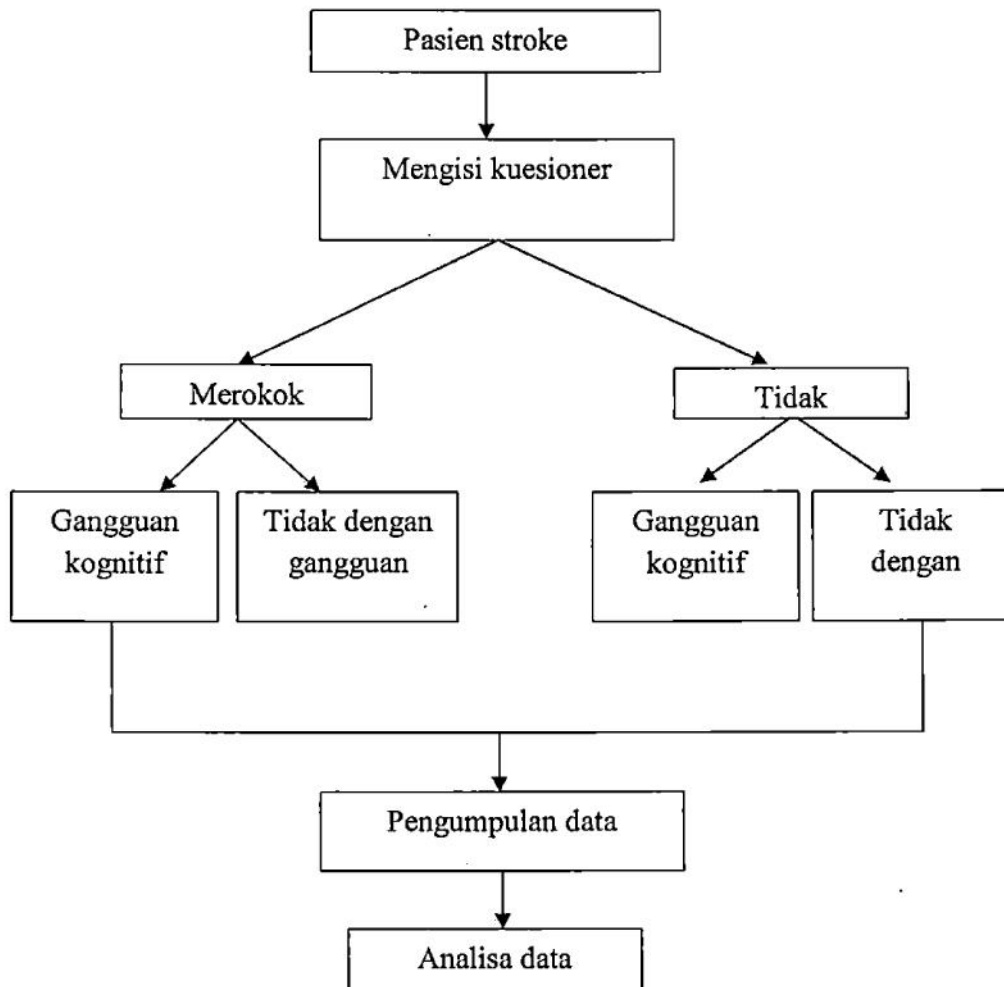 Pasien stroke
Mengisi kuesioner
Merokok
Tidak
Gangguan
kognitif
Tidak dengan
gangguan
Gangguan
kognitif
Tidak
dengan
Pengumpulan data
Analisa data